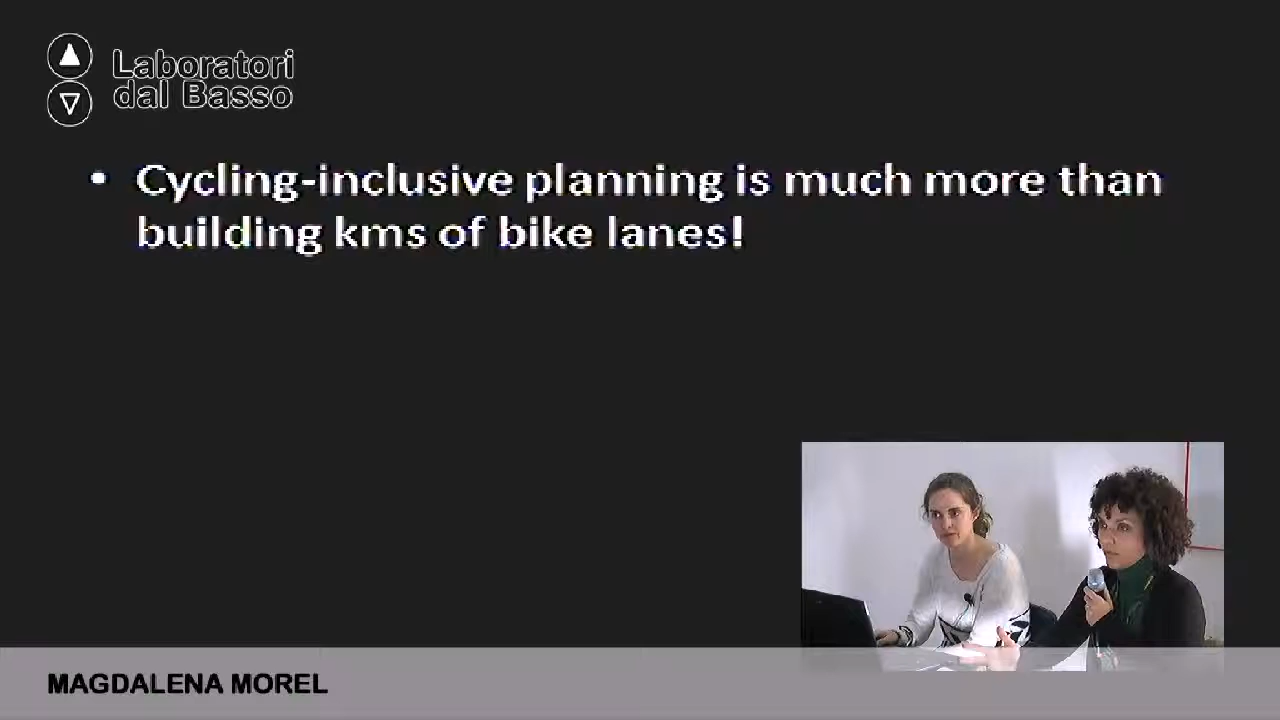 Laboratori
dal Basso
• Cycling-inclusive planning is much more than
building kms of bike lanes!
MAGDALENA MOREL